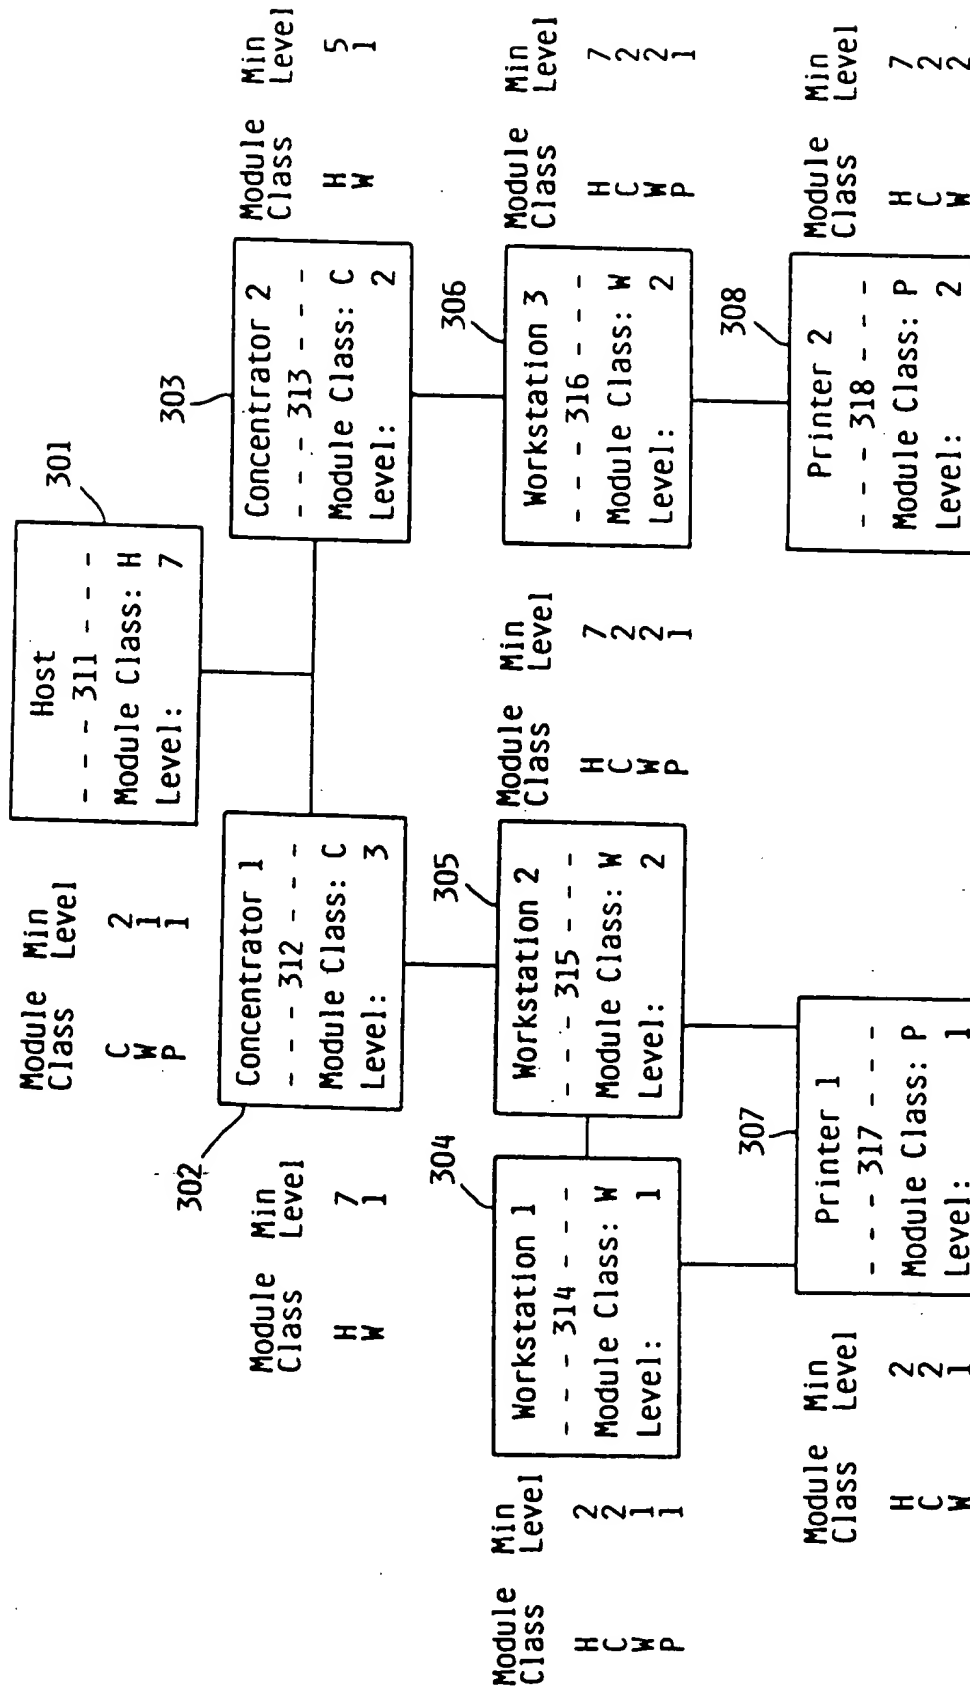 301
Host
- - - 311 - - -
Module Class: H
Level: 7
Module Class Min Level
C 2
W 1
P 1
302
Concentrator 1
- - - 312 - - -
Module Class: C
Level: 3
Module Class Min Level
H 7
W 1
303
Concentrator 2
- - - 313 - - -
Module Class: C
Level: 2
Module Class Min Level
H 5
W 1
304
Workstation 1
- - - 314 - - -
Module Class: W
Level: 1
Module Class Min Level
H 2
C 2
W 1
P 1
305
Workstation 2
- - - 315 - - -
Module Class: W
Level: 2
Module Class Min Level
H 7
C 2
W 2
P 1
306
Workstation 3
- - - 316 - - -
Module Class: W
Level: 2
Module Class Min Level
H 7
C 2
W 2
P 1
307
Printer 1
- - - 317 - - -
Module Class: P
Level: 1
Module Class Min Level
H 2
C 2
W 1
308
Printer 2
- - - 318 - - -
Module Class: P
Level: 2
Module Class Min Level
H 7
C 2
W 2